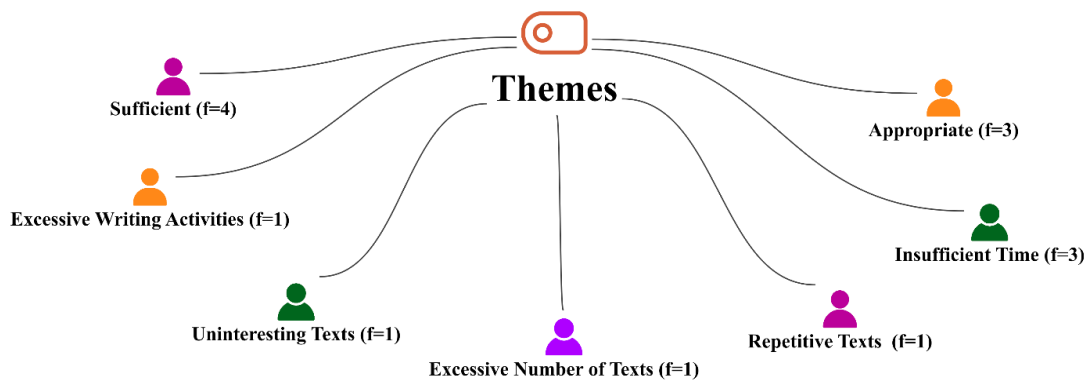 Themes
Sufficient (f=4)
Appropriate (f=3)
Excessive Writing Activities (f=1)
Insufficient Time (f=3)
Uninteresting Texts (f=1)
Repetitive Texts (f=1)
Excessive Number of Texts (f=1)